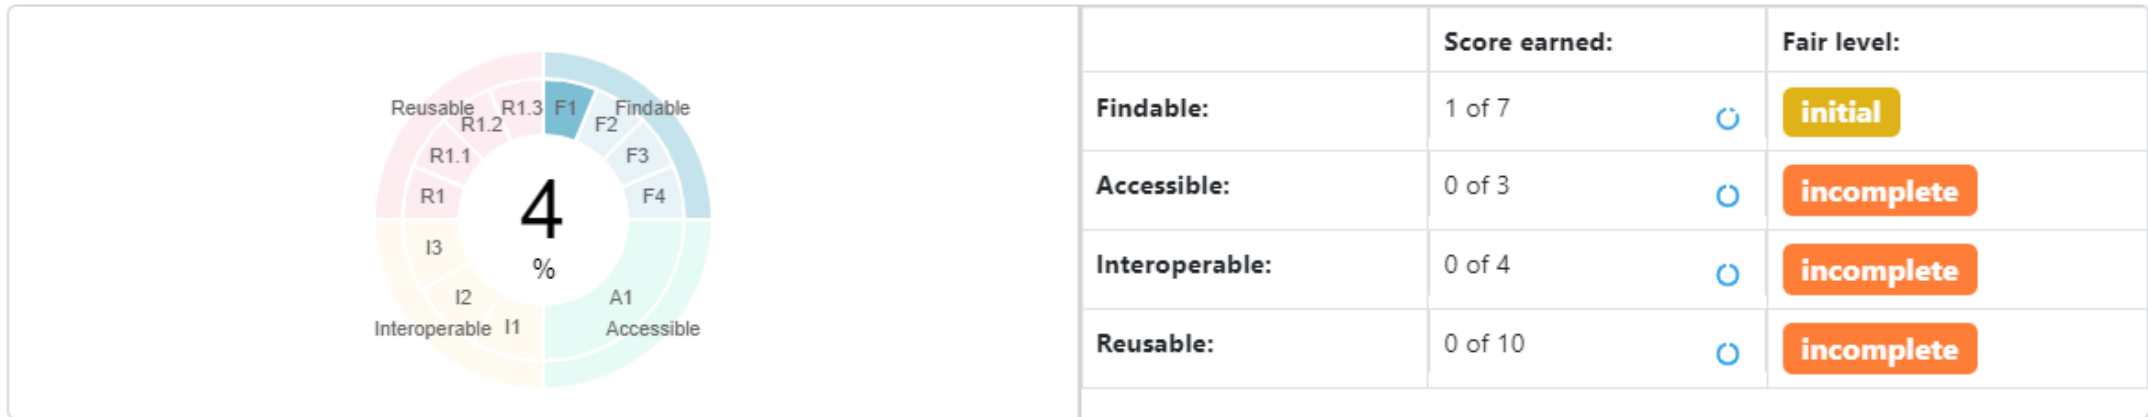 Reusable R1.3 F1 Findable
R1.2 F2
R1.1 F3
R1 F4
4
%
I3
I2 A1
Interoperable I1 Accessible
Score earned: Fair level:
Findable: 1 of 7 initial
Accessible: 0 of 3 incomplete
Interoperable: 0 of 4 incomplete
Reusable: 0 of 10 incomplete